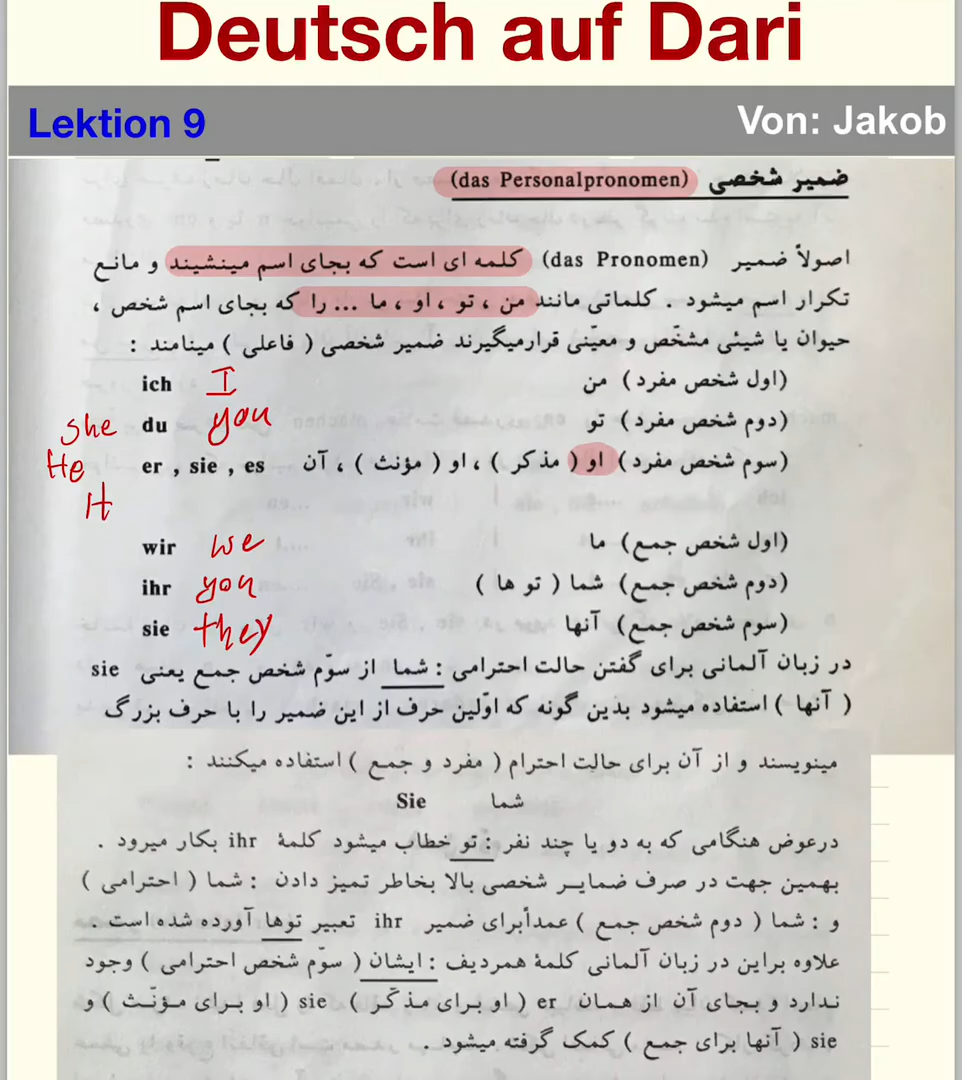 Deutsch auf Dari
Lektion 9 Von: Jakob
ضمیر شخصی (das Personalpronomen)
اصولاً ضمیر (das Pronomen) کلمه ای است که بجای اسم مینشیند و مانع
تکرار اسم میشود . کلماتی مانند من ، تو ، او ، ما ... را که بجای اسم شخص ،
حیوان یا شیئی مشخّص و معیّنی قرارمیگیرند ضمیر شخصی ( فاعلی ) مینامند :
(اول شخص مفرد) من ich I
(دوم شخص مفرد) تو du you
she
(سوم شخص مفرد) او ( مذکر ) ، او ( مؤنث ) ، آن er , sie , es
He
It
(اول شخص جمع) ما wir we
(دوم شخص جمع) شما ( تو ها ) ihr you
(سوم شخص جمع) آنها sie they
در زبان آلمانی برای گفتن حالت احترامی : شما از سوّم شخص جمع یعنی sie
( آنها ) استفاده میشود بدین گونه که اوّلین حرف از این ضمیر را با حرف بزرگ
مینویسند و از آن برای حالت احترام ( مفرد و جمع ) استفاده میکنند :
شما Sie
درعوض هنگامی که به دو یا چند نفر : تو خطاب میشود کلمهٔ ihr بکار میرود .
بهمین جهت در صرف ضمایر شخصی بالا بخاطر تمیز دادن : شما ( احترامی )
و : شما ( دوم شخص جمع ) عمداًبرای ضمیر ihr تعبیر توها آورده شده است .
علاوه براین در زبان آلمانی کلمهٔ همردیف : ایشان ( سوّم شخص احترامی ) وجود
ندارد و بجای آن از همان er ( او برای مذکّر ) sie ( او برای مؤنّث ) و
sie ( آنها برای جمع ) کمک گرفته میشود .